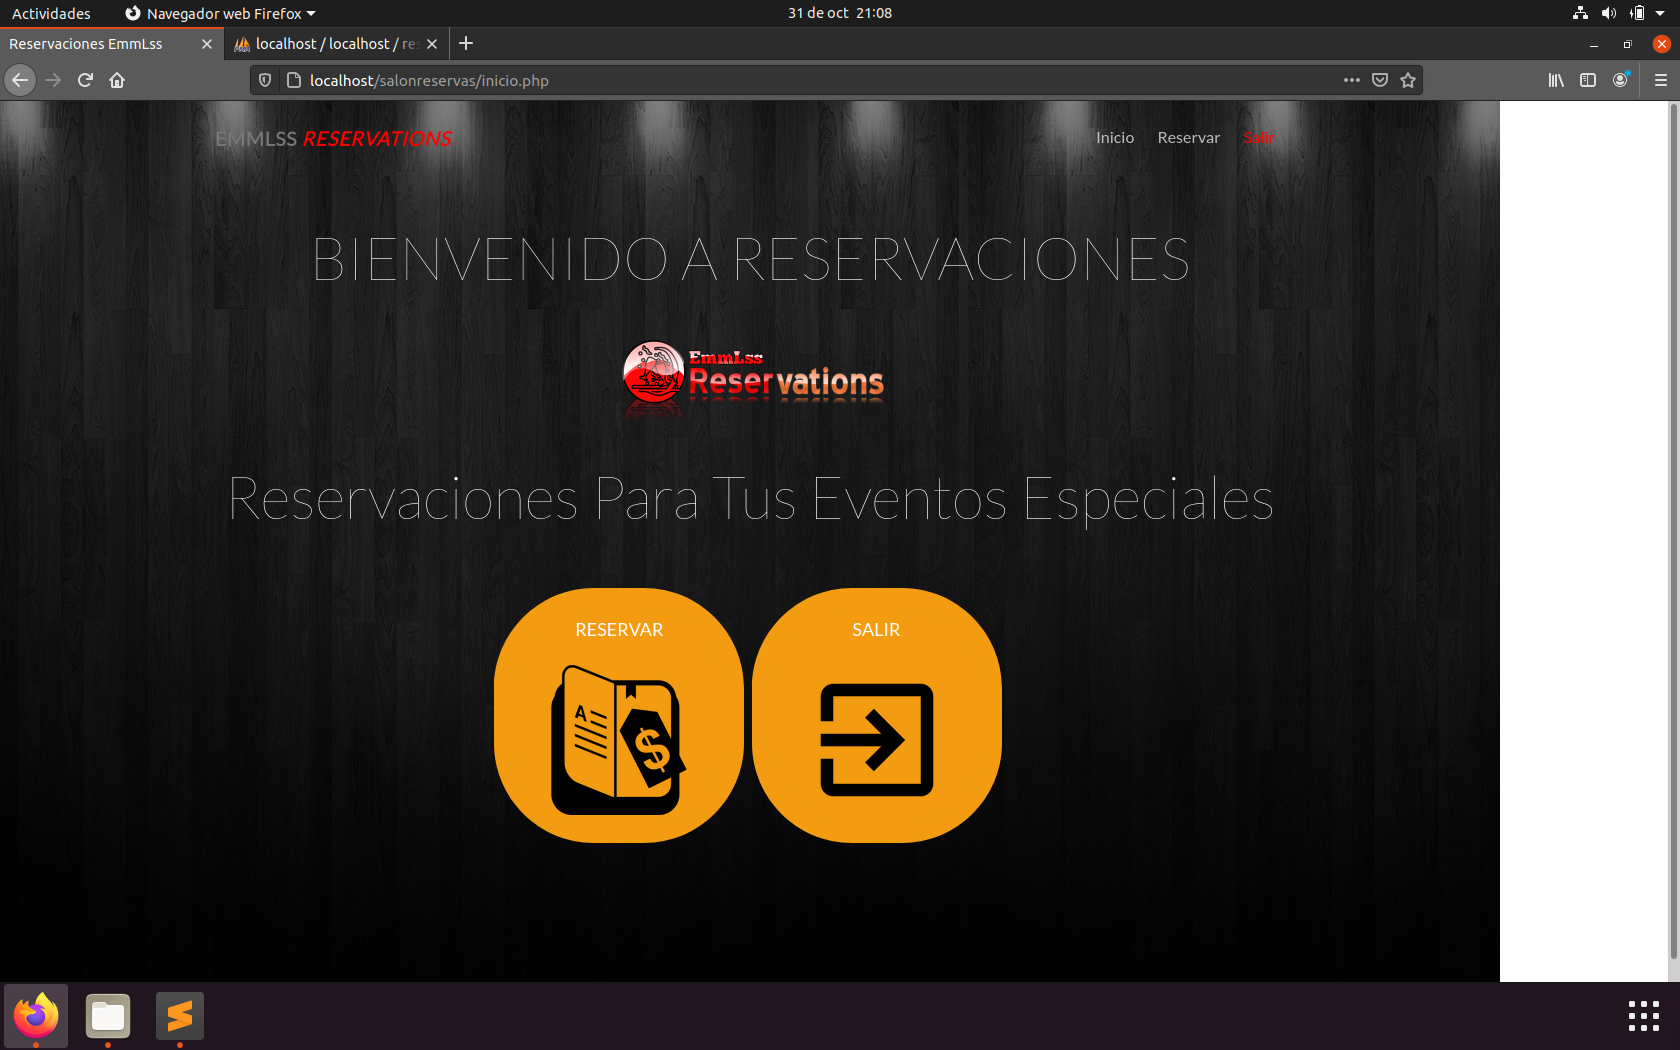 Actividades Navegador web Firefox 31 de oct 21:08
Reservaciones EmmLss localhost / localhost / res
localhost/salonreservas/inicio.php
EMMLSS RESERVATIONS Inicio Reservar Salir
BIENVENIDO A RESERVACIONES
EmmLss
Reservations
Reservaciones Para Tus Eventos Especiales
RESERVAR SALIR
A
$